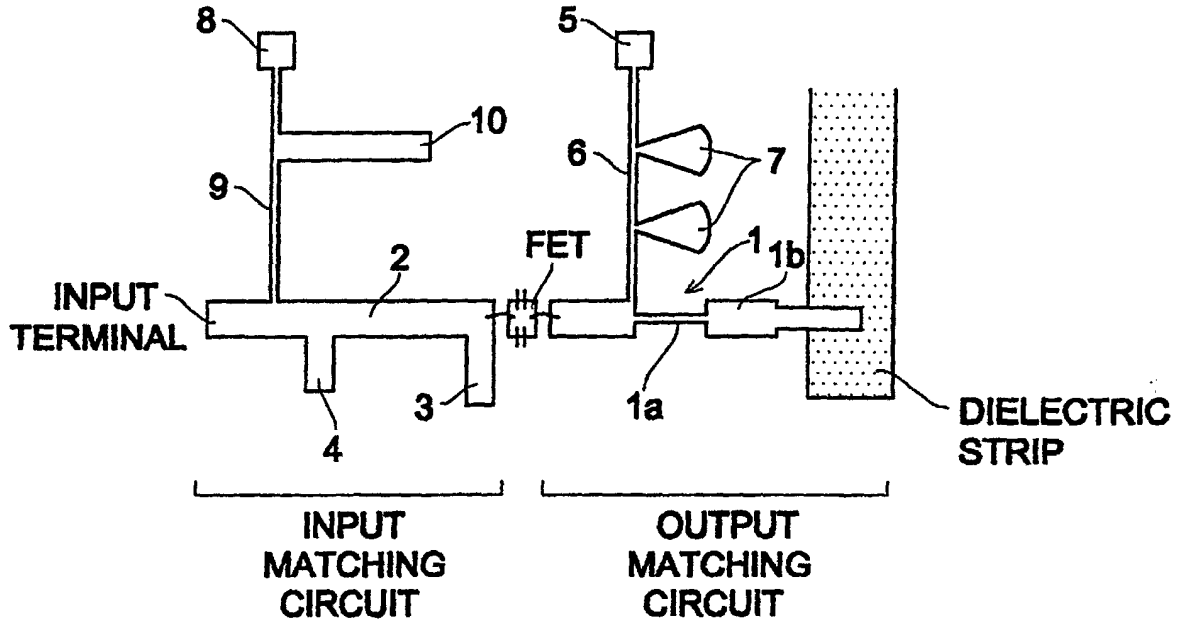 8
5
10
6
7
9
FET
1
1b
2
INPUT
TERMINAL
3
1a
4
DIELECTRIC
STRIP
INPUT
MATCHING
CIRCUIT
OUTPUT
MATCHING
CIRCUIT